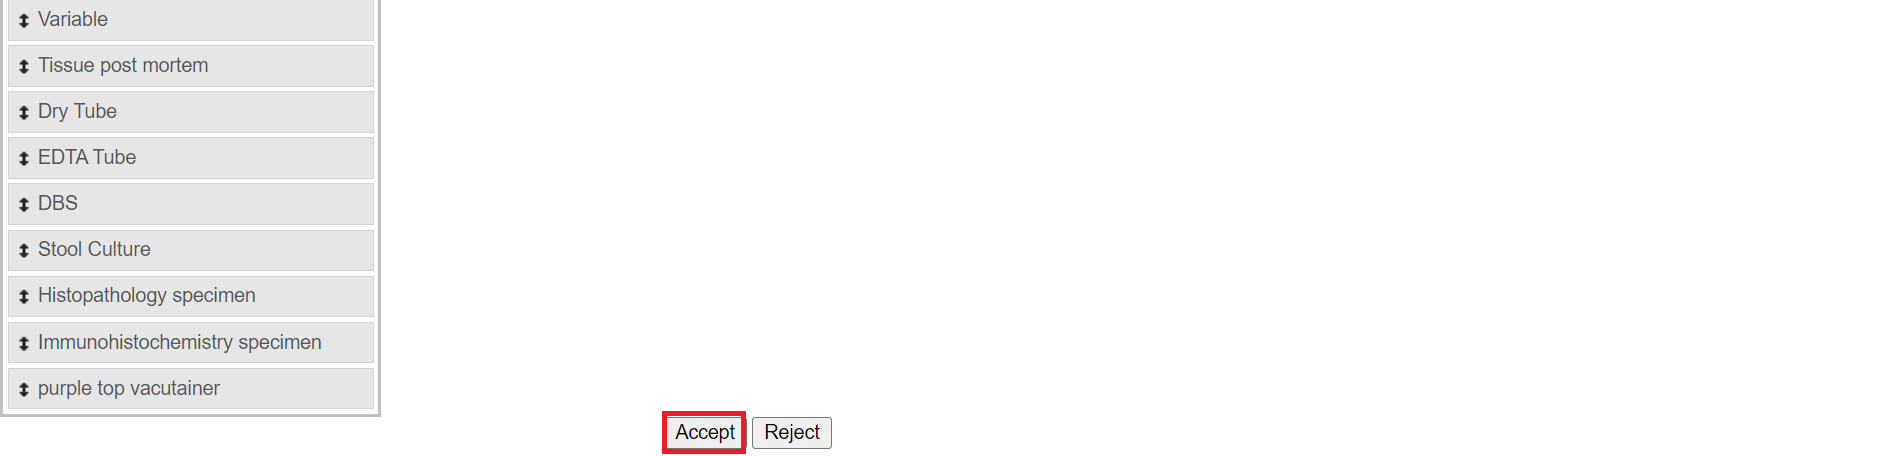 Variable
Tissue post mortem
Dry Tube
EDTA Tube
DBS
Stool Culture
Histopathology specimen
Immunohistochemistry specimen
purple top vacutainer
Accept Reject